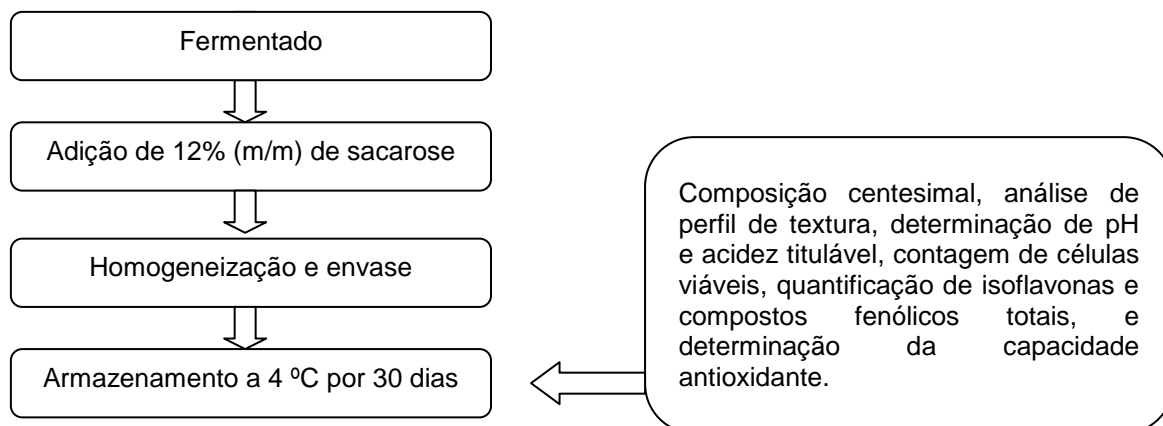 Fermentado
Adição de 12% (m/m) de sacarose
Homogeneização e envase
Armazenamento a 4 ºC por 30 dias
Composição centesimal, análise de
perfil de textura, determinação de pH
e acidez titulável, contagem de células
viáveis, quantificação de isoflavonas e
compostos fenólicos totais, e
determinação da capacidade
antioxidante.